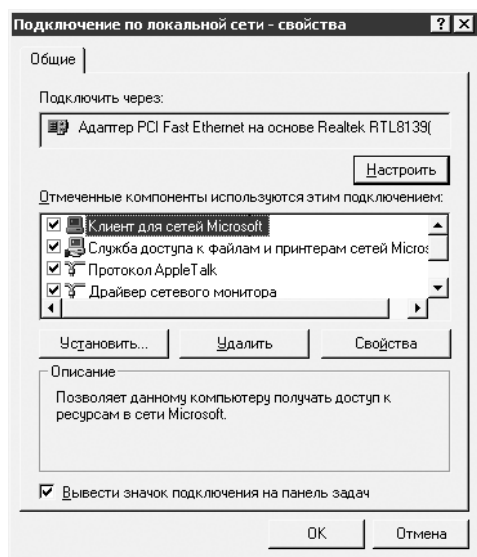 Подключение по локальной сети - свойства
Общие
Подключить через:
Адаптер PCI Fast Ethernet на основе Realtek RTL8139(
Настроить
Отмеченные компоненты используются этим подключением:
Клиент для сетей Microsoft
Служба доступа к файлам и принтерам сетей Micros
Протокол AppleTalk
Драйвер сетевого монитора
Установить... Удалить Свойства
Описание
Позволяет данному компьютеру получать доступ к
ресурсам в сети Microsoft.
Вывести значок подключения на панель задач
OK Отмена